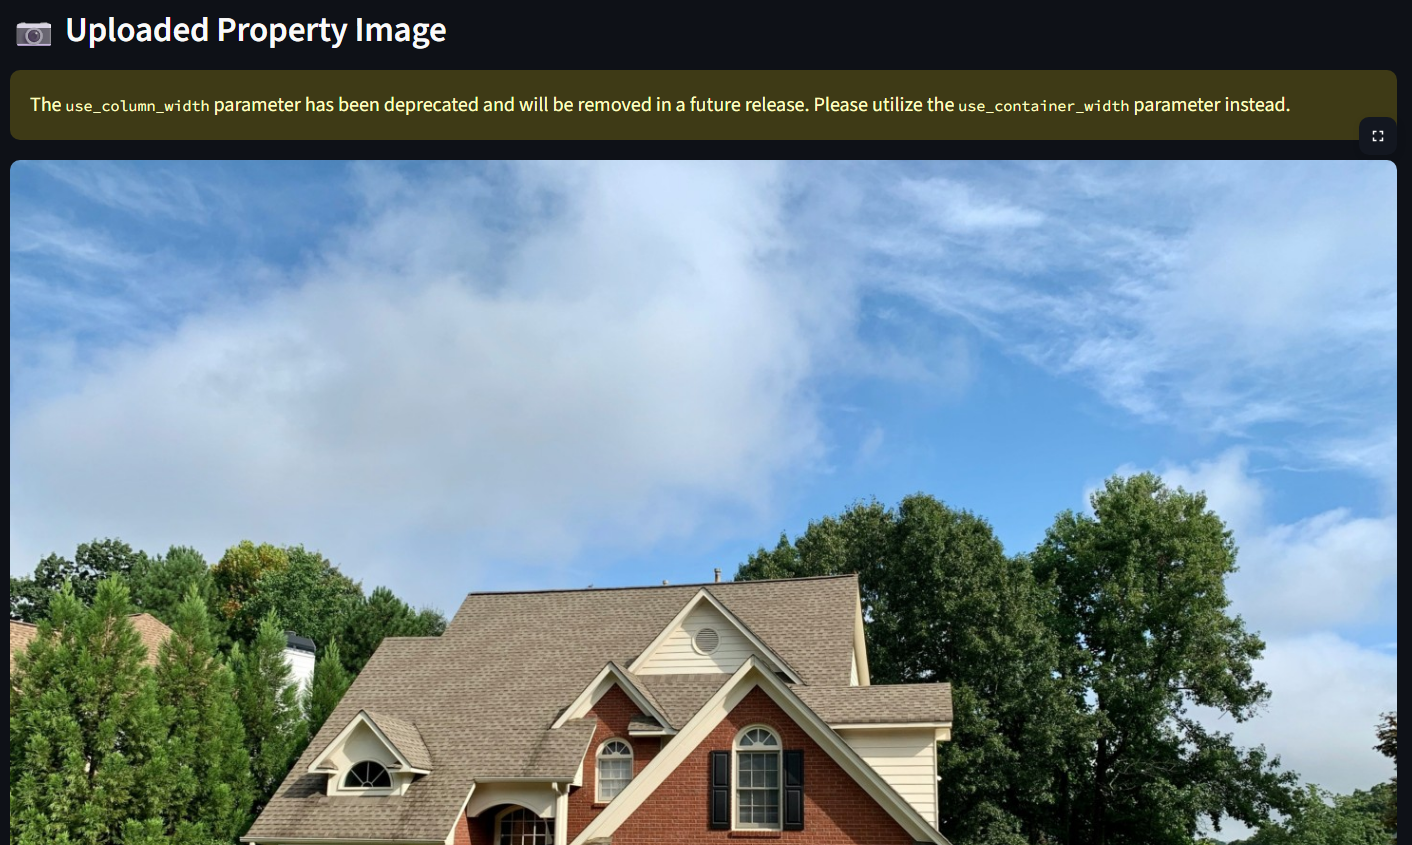 Uploaded Property Image
The use_column_width parameter has been deprecated and will be removed in a future release. Please utilize the use_container_width parameter instead.